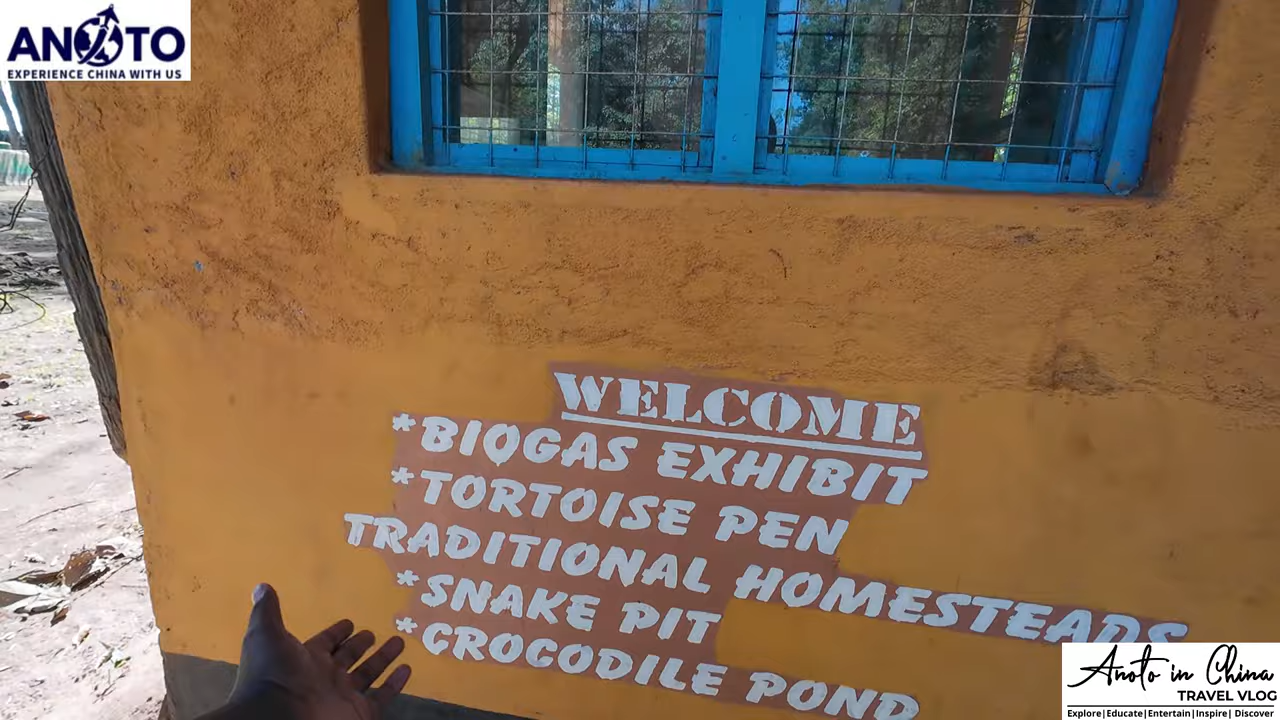 ANOTO
EXPERIENCE CHINA WITH US
WELCOME
*BIOGAS EXHIBIT
*TORTOISE PEN
TRADITIONAL HOMESTEADS
*SNAKE PIT
*CROCODILE POND
Anoto in China
TRAVEL VLOG
Explore|Educate|Entertain|Inspire| Discover